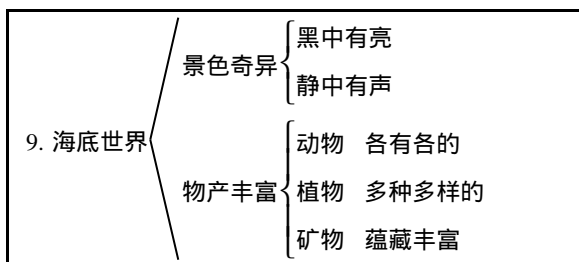 景色奇异
黑中有亮
静中有声
9. 海底世界
物产丰富
动物 各有各的
植物 多种多样的
矿物 蕴藏丰富